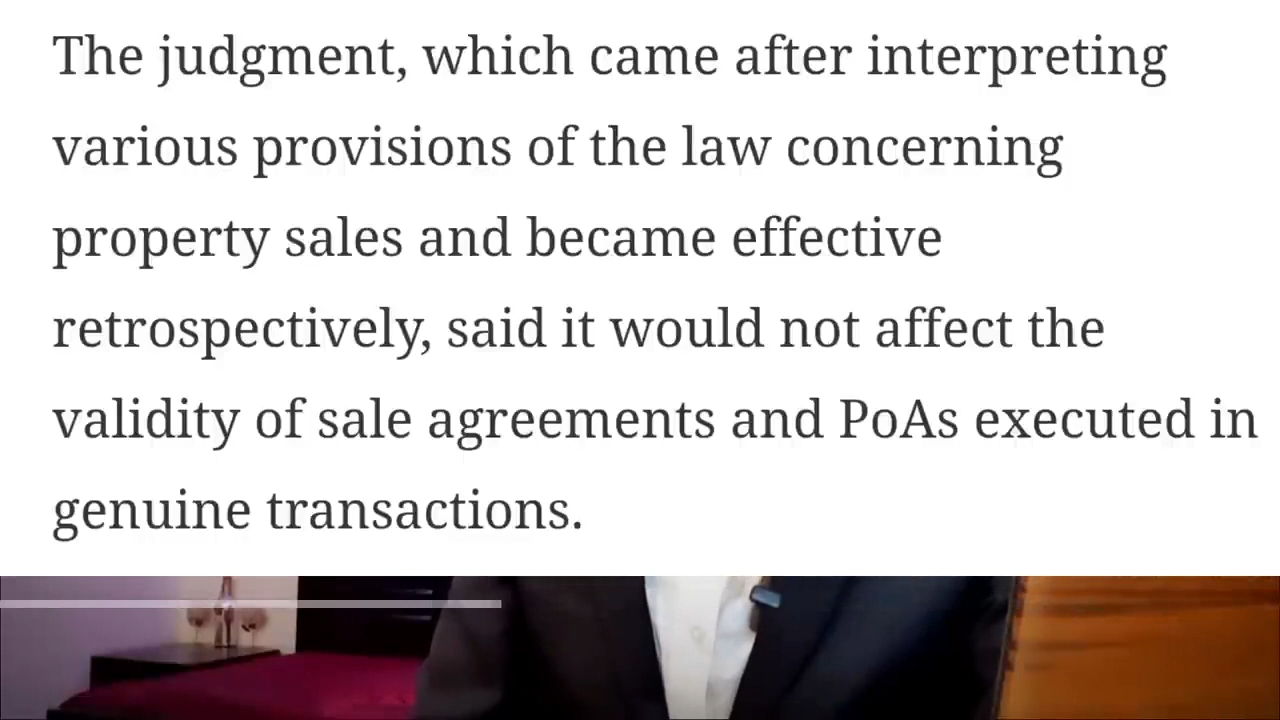 The judgment, which came after interpreting
various provisions of the law concerning
property sales and became effective
retrospectively, said it would not affect the
validity of sale agreements and PoAs executed in
genuine transactions.